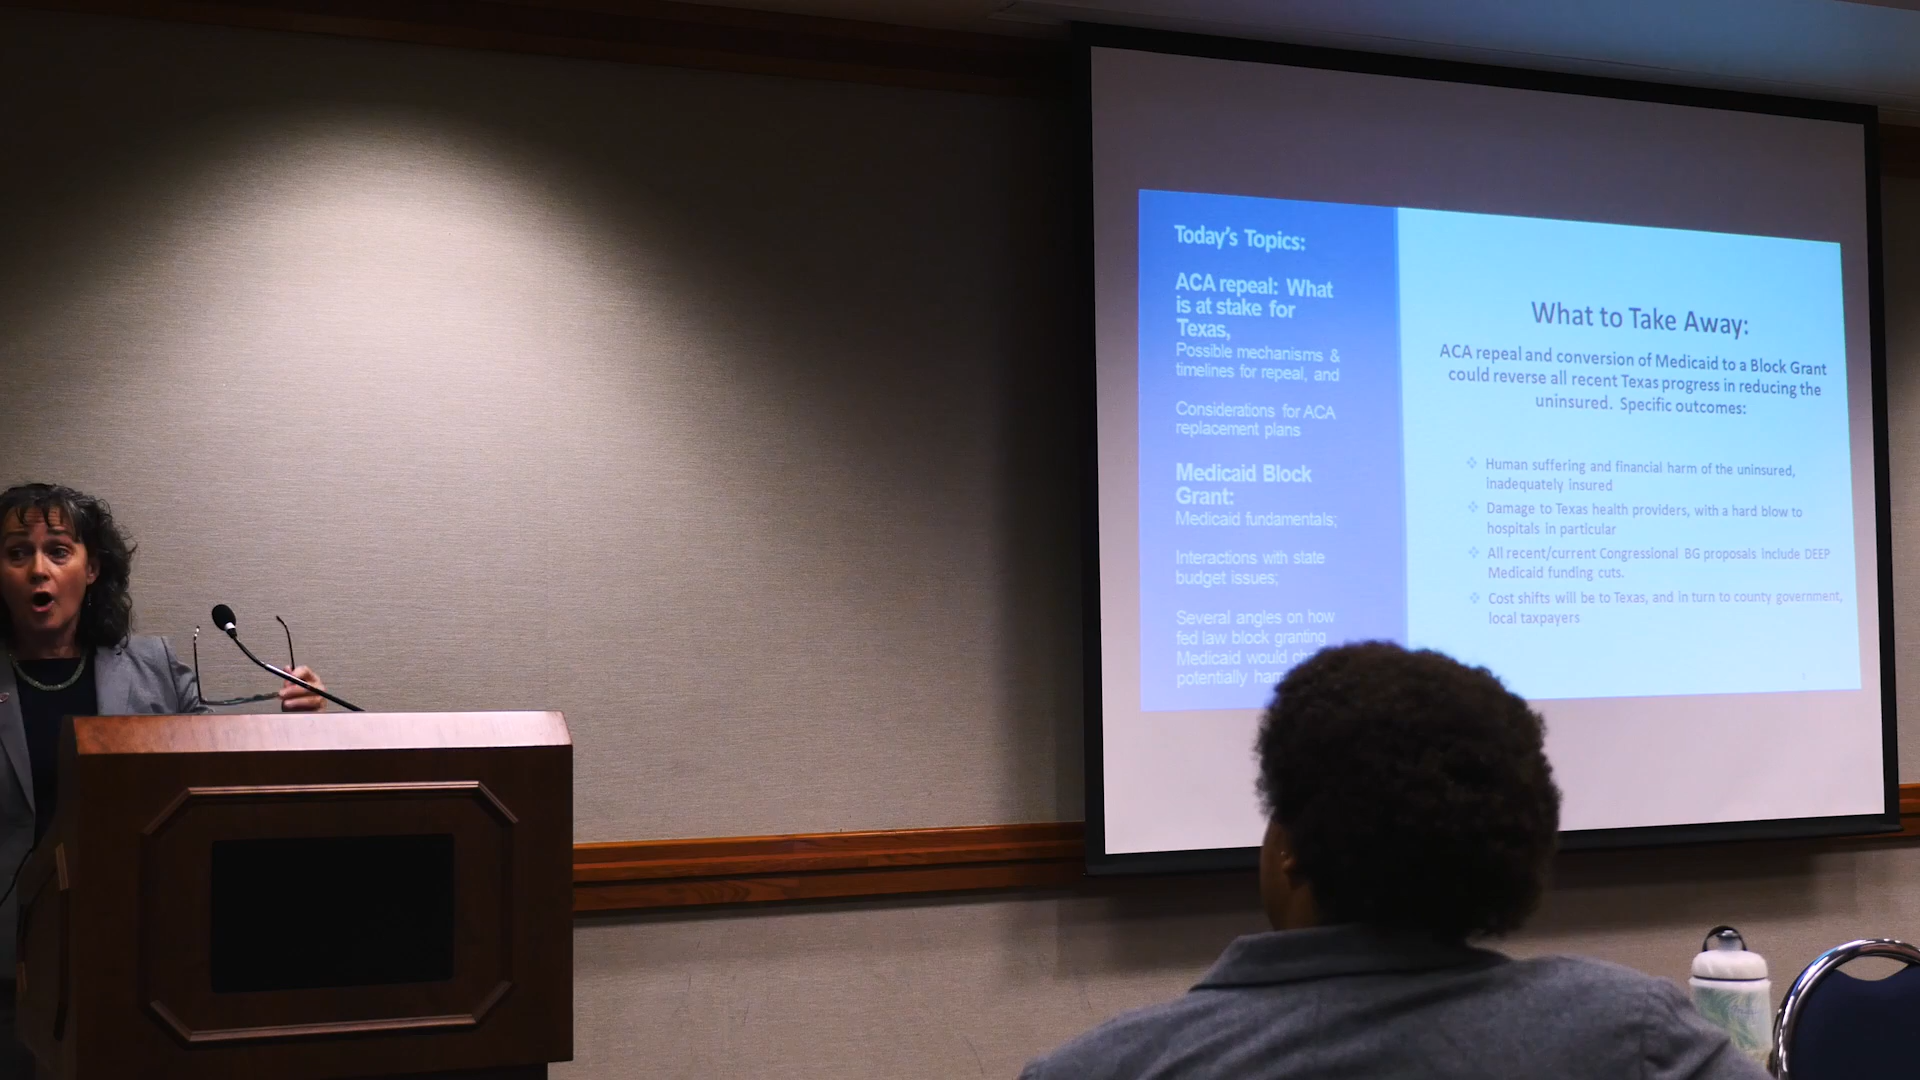 Today's Topics:
ACA repeal: What
is at stake for
Texas,
Possible mechanisms &
timelines for repeal, and
Considerations for ACA
replacement plans
Medicaid Block
Grant:
Medicaid fundamentals;
Interactions with state
budget issues;
Several angles on how
fed law block granting
Medicaid would
potentially
What to Take Away:
ACA repeal and conversion of Medicaid to a Block Grant
could reverse all recent Texas progress in reducing the
uninsured. Specific outcomes:
Human suffering and financial harm of the uninsured,
inadequately insured
Damage to Texas health providers, with a hard blow to
hospitals in particular
All recent/current Congressional BG proposals include DEEP
Medicaid funding cuts.
Cost shifts will be to Texas, and in turn to county government,
local taxpayers